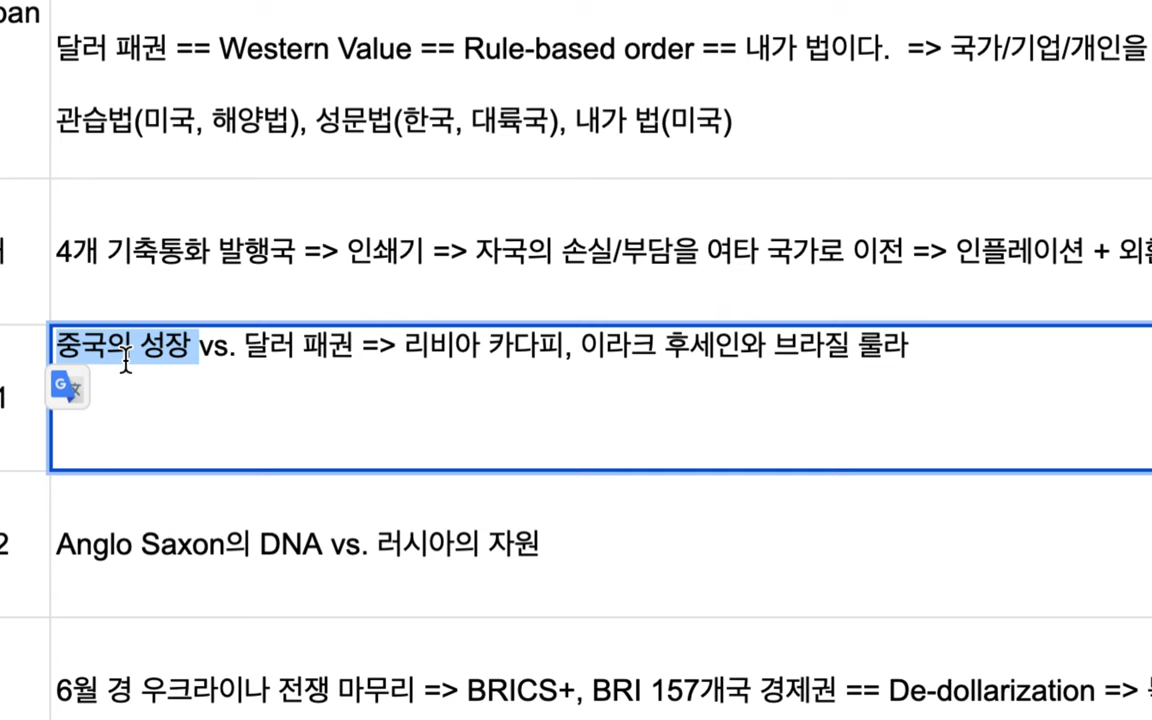 pan
달러 패권 == Western Value == Rule-based order == 내가 법이다. => 국가/기업/개인을
관습법(미국, 해양법), 성문법(한국, 대륙국), 내가 법(미국)
4개 기축통화 발행국 => 인쇄기 => 자국의 손실/부담을 여타 국가로 이전 => 인플레이션 + 외환
중국의 성장 vs. 달러 패권 => 리비아 카다피, 이라크 후세인와 브라질 룰라
1
2
Anglo Saxon의 DNA vs. 러시아의 자원
6월 경 우크라이나 전쟁 마무리 => BRICS+, BRI 157개국 경제권 == De-dollarization =>